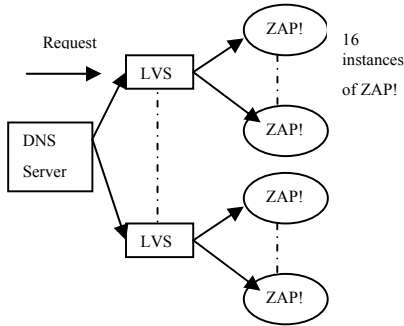 Request
LVS
ZAP!
16
instances
of ZAP!
ZAP!
DNS
Server
ZAP!
LVS
ZAP!